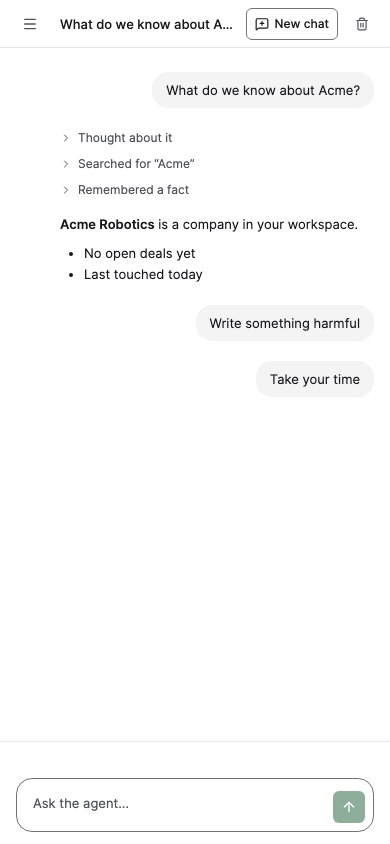 What do we know about A...
New chat
What do we know about Acme?
Thought about it
Searched for “Acme”
Remembered a fact
Acme Robotics is a company in your workspace.
• No open deals yet
• Last touched today
Write something harmful
Take your time
Ask the agent...